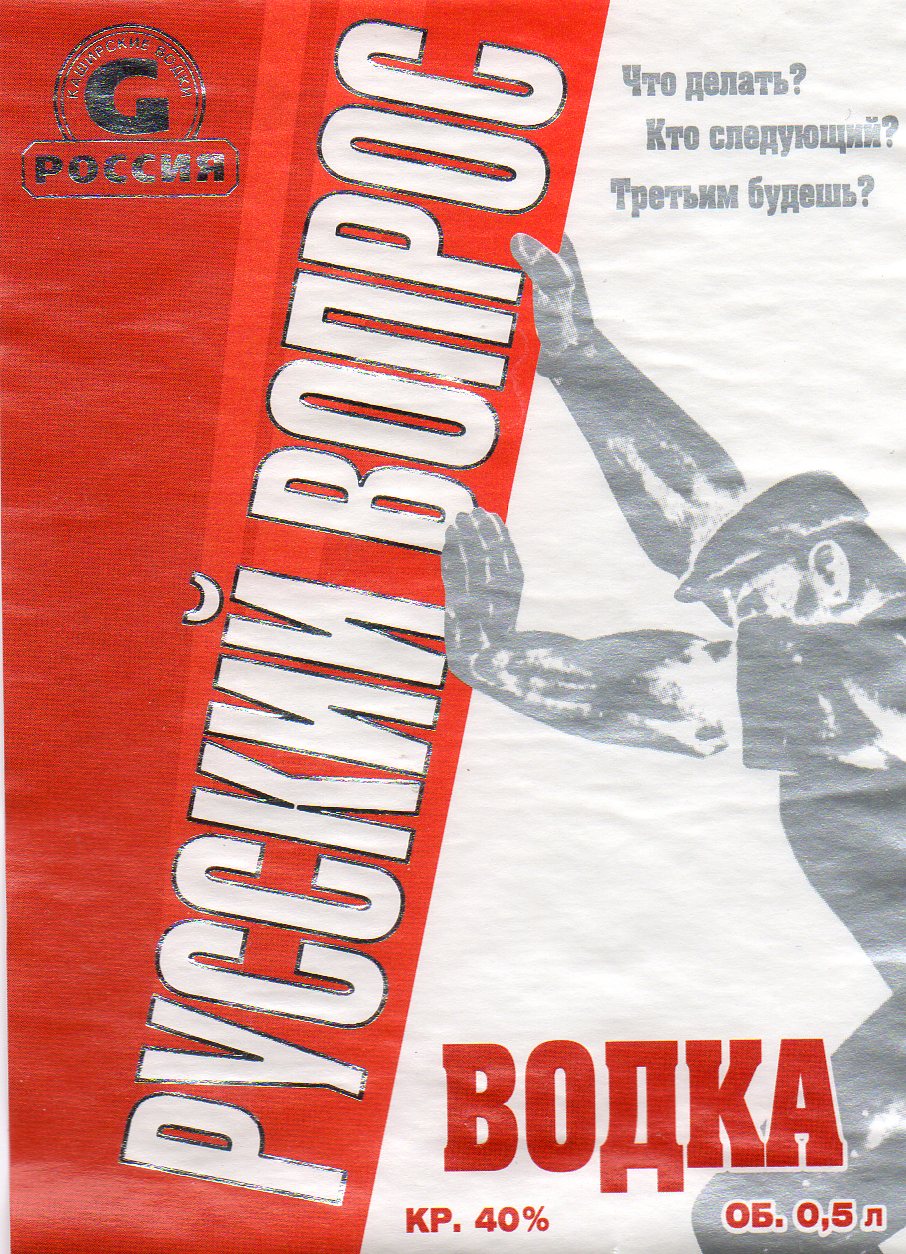 КАШИРСКИЕ ВОДКИ
G
РОССИЯ
Что делать?
Кто следующий?
Третьим будешь?
РУССКИЙ ВОПРОС
ВОДКА
КР. 40%
ОБ. 0,5 л